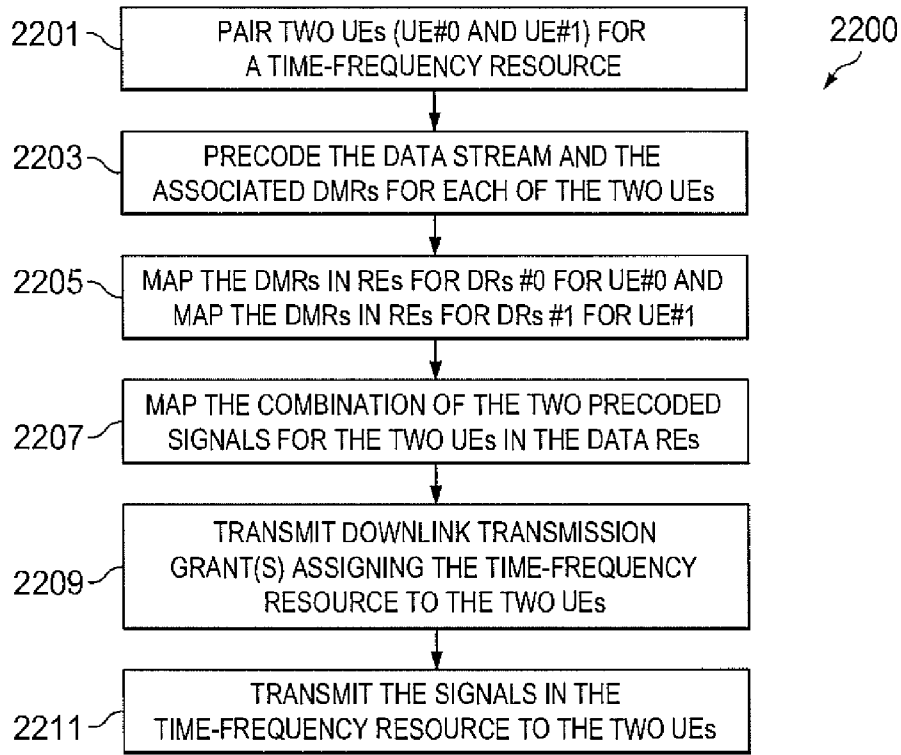 2200
2201
PAIR TWO UEs (UE#0 AND UE#1) FOR
A TIME-FREQUENCY RESOURCE
2203
PRECODE THE DATA STREAM AND THE
ASSOCIATED DMRs FOR EACH OF THE TWO UEs
2205
MAP THE DMRs IN REs FOR DRs #0 FOR UE#0 AND
MAP THE DMRs IN REs FOR DRs #1 FOR UE#1
2207
MAP THE COMBINATION OF THE TWO PRECODED
SIGNALS FOR THE TWO UEs IN THE DATA REs
2209
TRANSMIT DOWNLINK TRANSMISSION
GRANT(S) ASSIGNING THE TIME-FREQUENCY
RESOURCE TO THE TWO UEs
2211
TRANSMIT THE SIGNALS IN THE
TIME-FREQUENCY RESOURCE TO THE TWO UEs